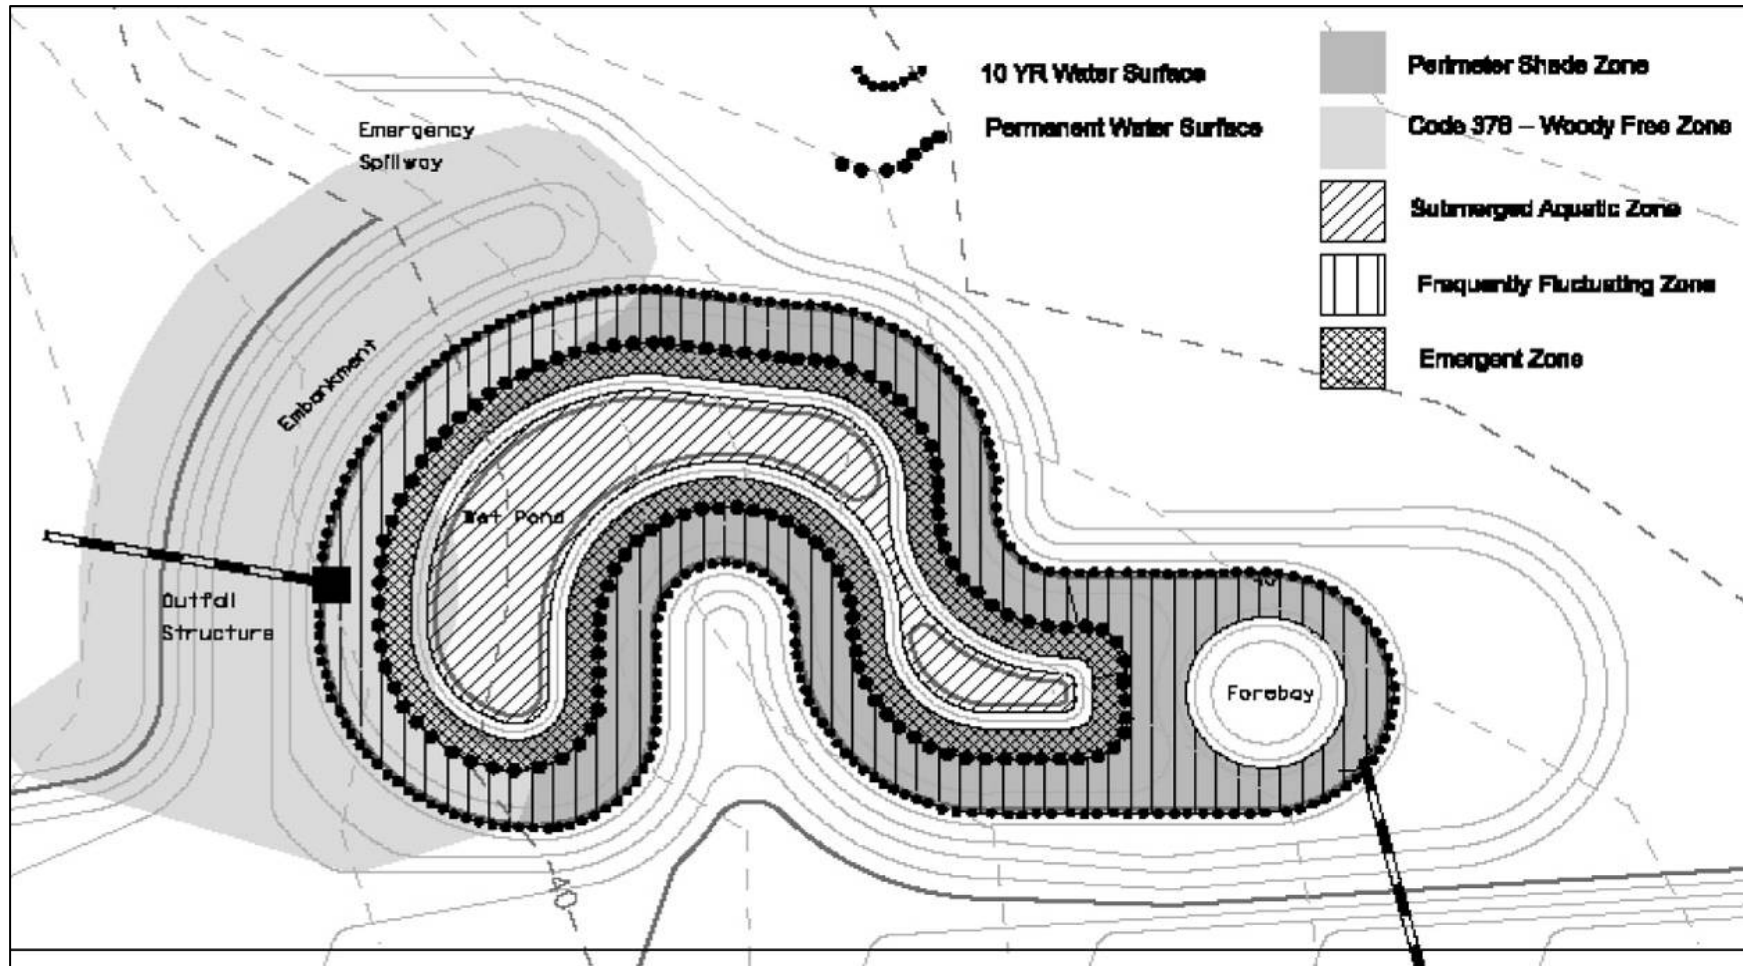 10 YR Water Surface
Permanent Water Surface
Perimeter Shade Zone
Code 378 – Woody Free Zone
Submerged Aquatic Zone
Frequently Fluctuating Zone
Emergent Zone
Emergency
Spillway
Embankment
Wet Pond
Outfall
Structure
Forebay
40